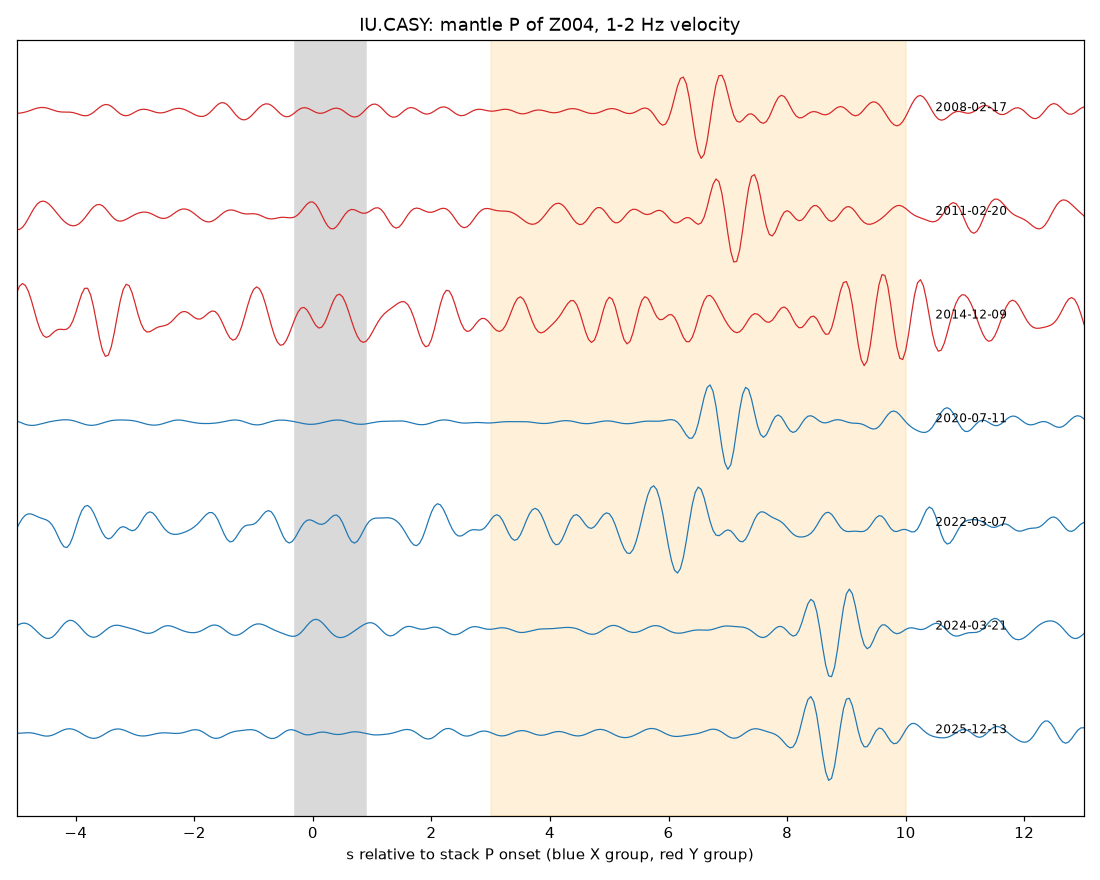 IU.CASY: mantle P of Z004, 1-2 Hz velocity
2008-02-17
2011-02-20
2014-12-09
2020-07-11
2022-03-07
2024-03-21
2025-12-13
−4 −2 0 2 4 6 8 10 12
s relative to stack P onset (blue X group, red Y group)